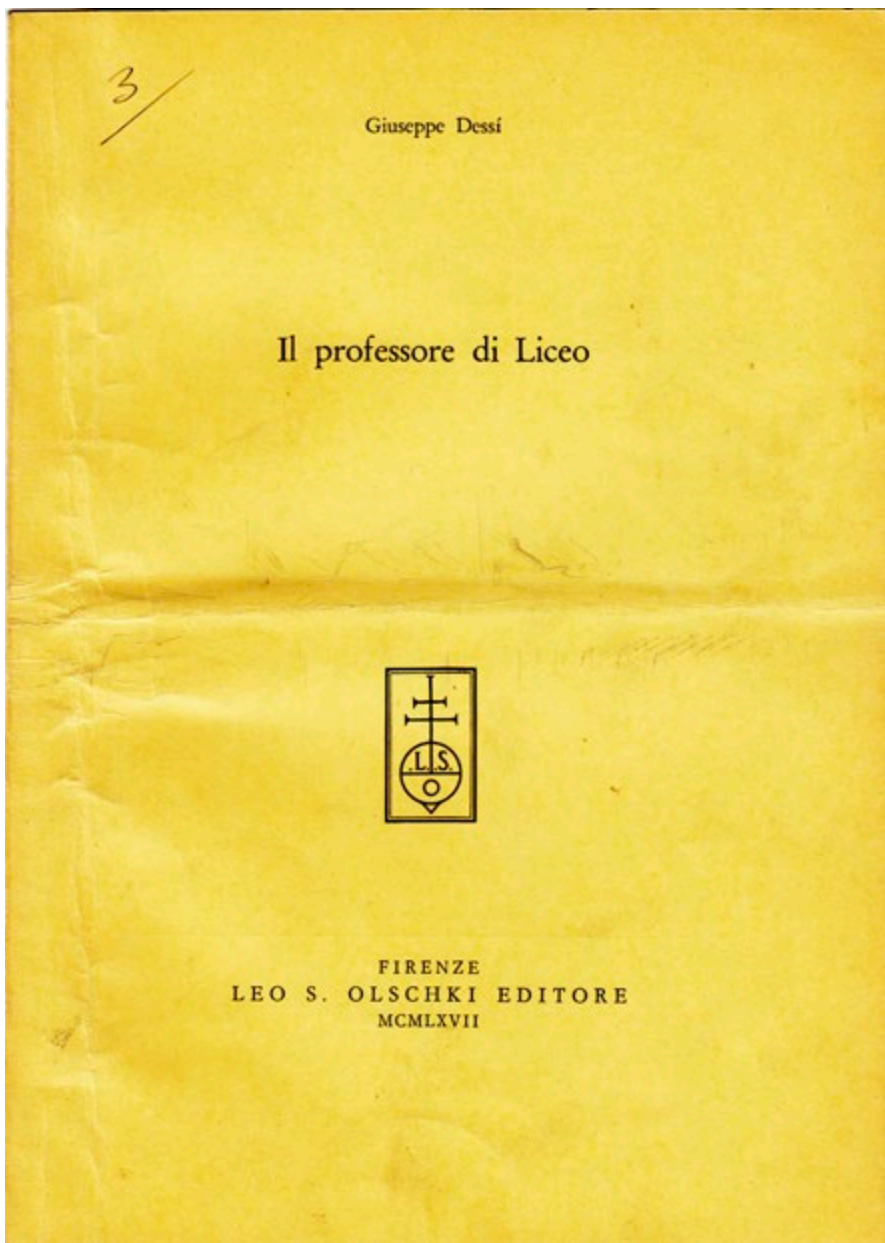 3/
Giuseppe Dessí
Il professore di Liceo
.L.S.
FIRENZE
LEO S. OLSCHKI EDITORE
MCMLXVII